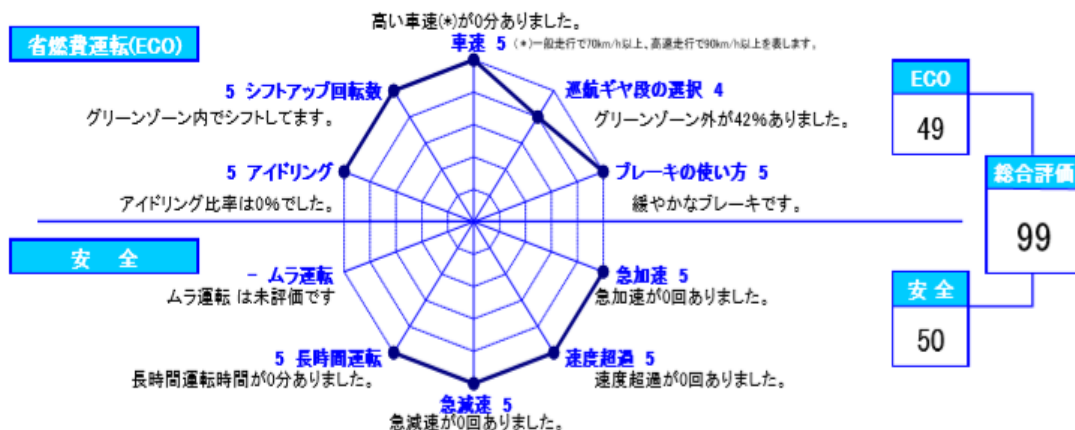 高い車速(*)が0分ありました。
省燃費運転(ECO)
車速 5 (*)一般走行で70km/h以上、高速走行で90km/h以上を表します。
5 シフトアップ回転数
巡航ギヤ段の選択 4
ECO
グリーンゾーン内でシフトしてます。
グリーンゾーン外が42%ありました。
49
5 アイドリング
ブレーキの使い方 5
総合評価
アイドリング比率は0%でした。
緩やかなブレーキです。
99
安 全
- ムラ運転
急加速 5
ムラ運転 は未評価です
急加速が0回ありました。
安 全
50
5 長時間運転
速度超過 5
長時間運転時間が0分ありました。
速度超過が0回ありました。
急減速 5
急減速が0回ありました。